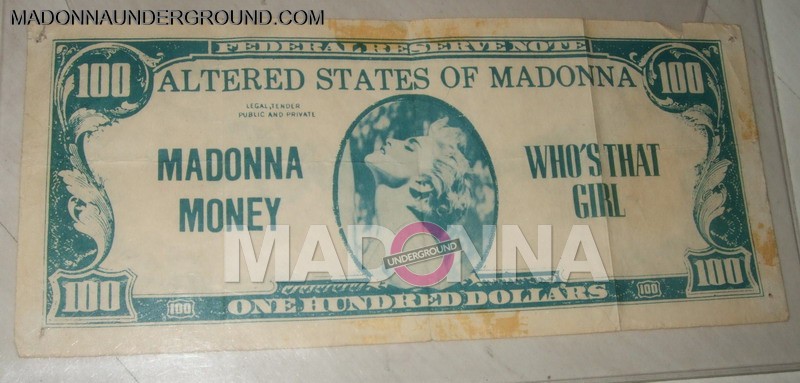 MADONNAUNDERGROUND.COM
FEDERAL RESERVE NOTE
100 ALTERED STATES OF MADONNA 100
LEGAL TENDER
PUBLIC AND PRIVATE
MADONNA
MONEY
WHO'S THAT
GIRL
MADONNA
UNDERGROUND
100 100
100 100
ONE HUNDRED DOLLARS